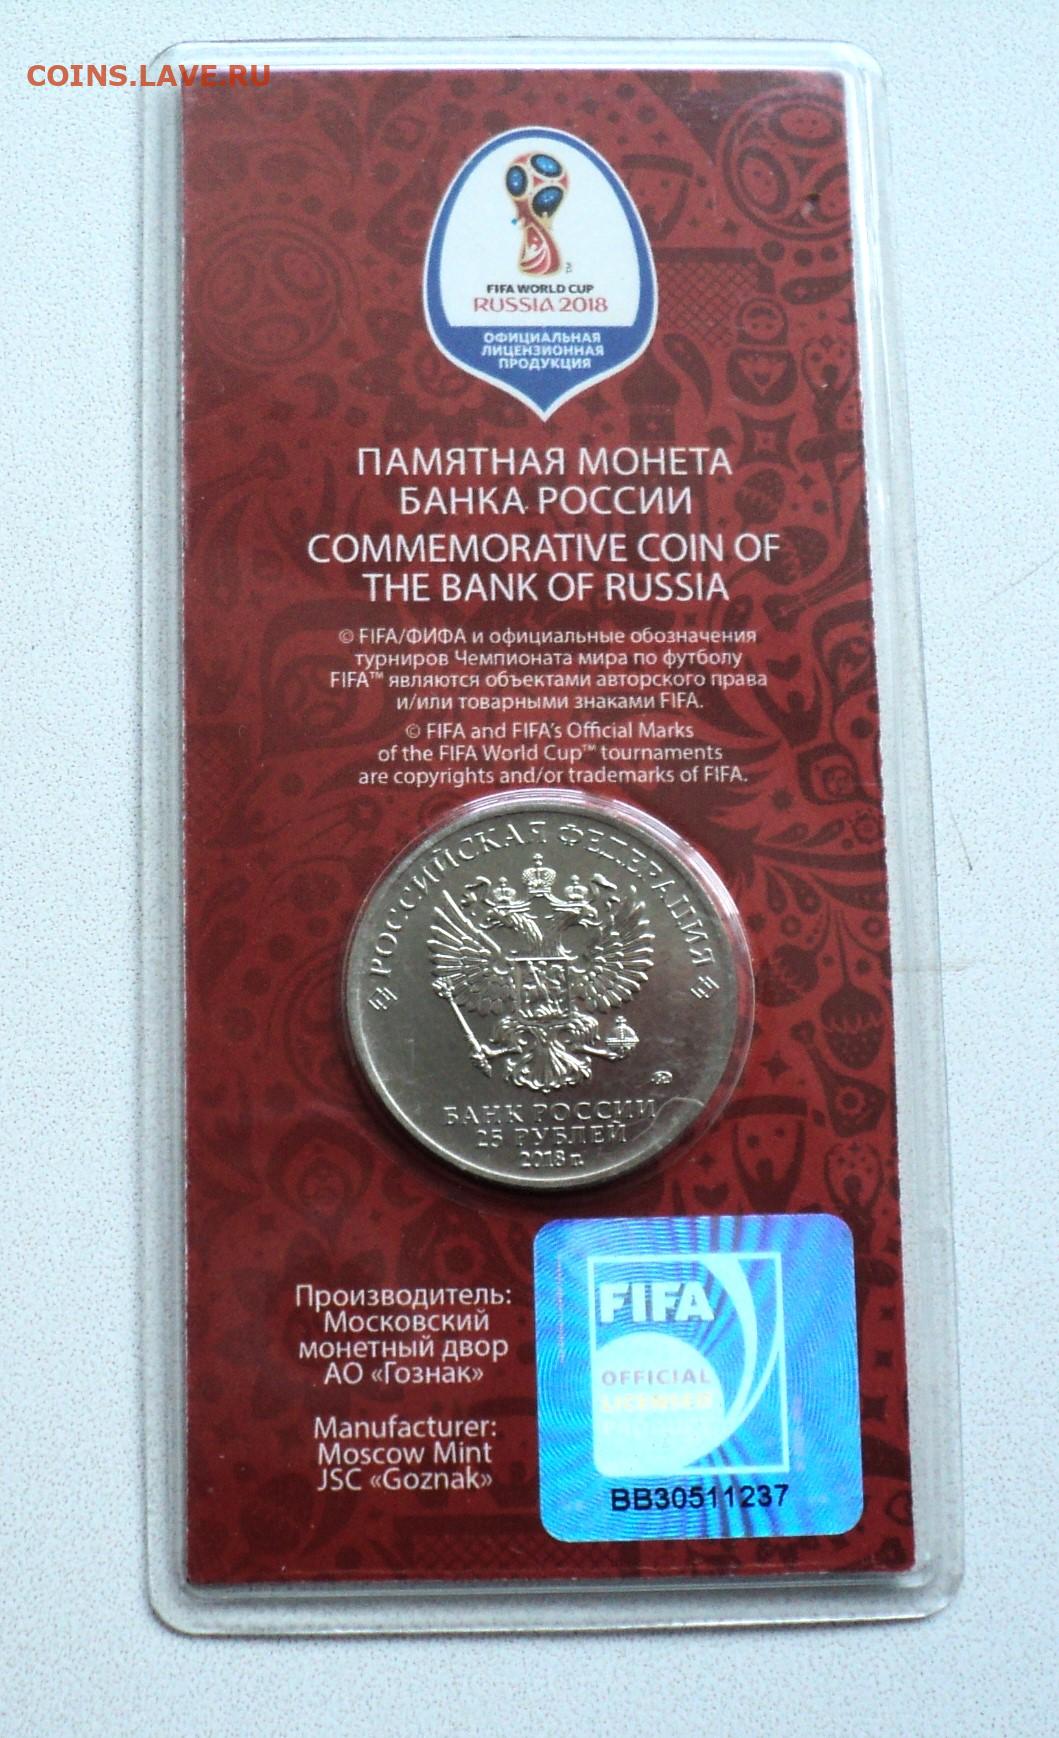 COINS.LAVE.RU
FIFA WORLD CUP
RUSSIA 2018
ОФИЦИАЛЬНАЯ
ЛИЦЕНЗИОННАЯ
ПРОДУКЦИЯ
ПАМЯТНАЯ МОНЕТА
БАНКА РОССИИ
COMMEMORATIVE COIN OF
THE BANK OF RUSSIA
© FIFA/ФИФА и официальные обозначения
турниров Чемпионата мира по футболу
FIFA™ являются объектами авторского права
и/или товарными знаками FIFA.
© FIFA and FIFA's Official Marks
of the FIFA World Cup™ tournaments
are copyrights and/or trademarks of FIFA.
РОССИЙСКАЯ ФЕДЕРАЦИЯ
БАНК РОССИИ
25 РУБЛЕЙ
2018 г.
Производитель:
Московский
монетный двор
АО «Гознак»
Manufacturer:
Moscow Mint
JSC «Goznak»
FIFA
OFFICIAL
LICENSED
BB30511237